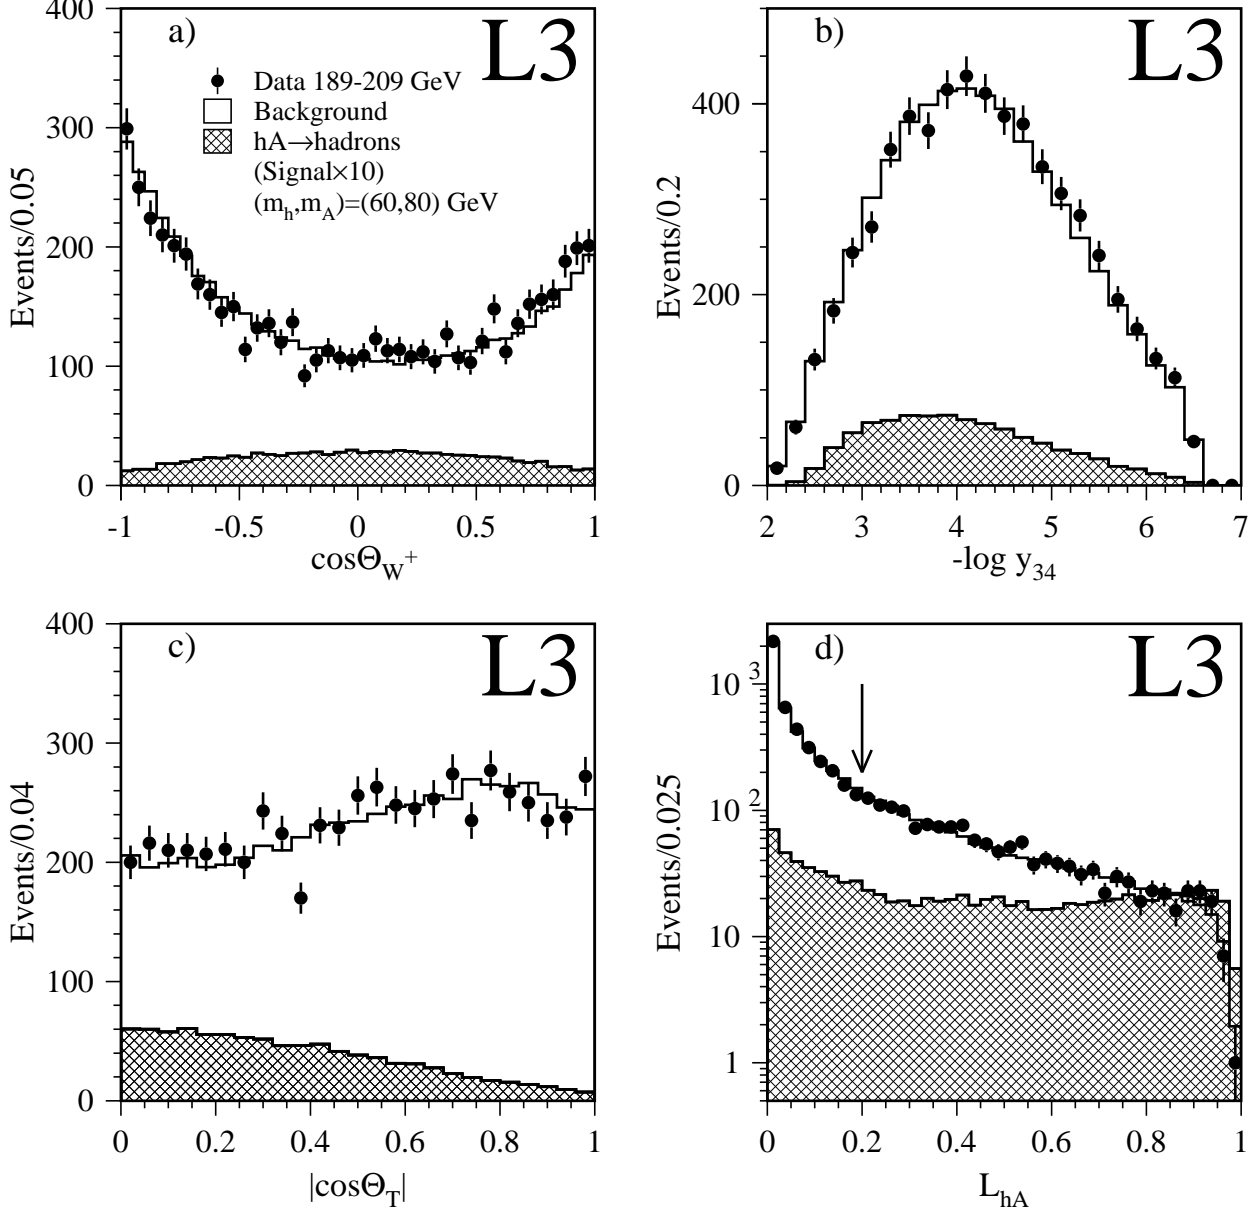 a)
L3
Data 189-209 GeV
Background
hA→hadrons
(Signal×10)
(m_h,m_A)=(60,80) GeV
Events/0.05
400
300
200
100
0
-1 -0.5 0 0.5 1
cosΘ_W+
b)
L3
Events/0.2
400
200
0
2 3 4 5 6 7
-log y_34
c)
L3
Events/0.04
400
300
200
100
0
0 0.2 0.4 0.6 0.8 1
|cosΘ_T|
d)
L3
Events/0.025
10^3
10^2
10
1
0 0.2 0.4 0.6 0.8 1
L_hA